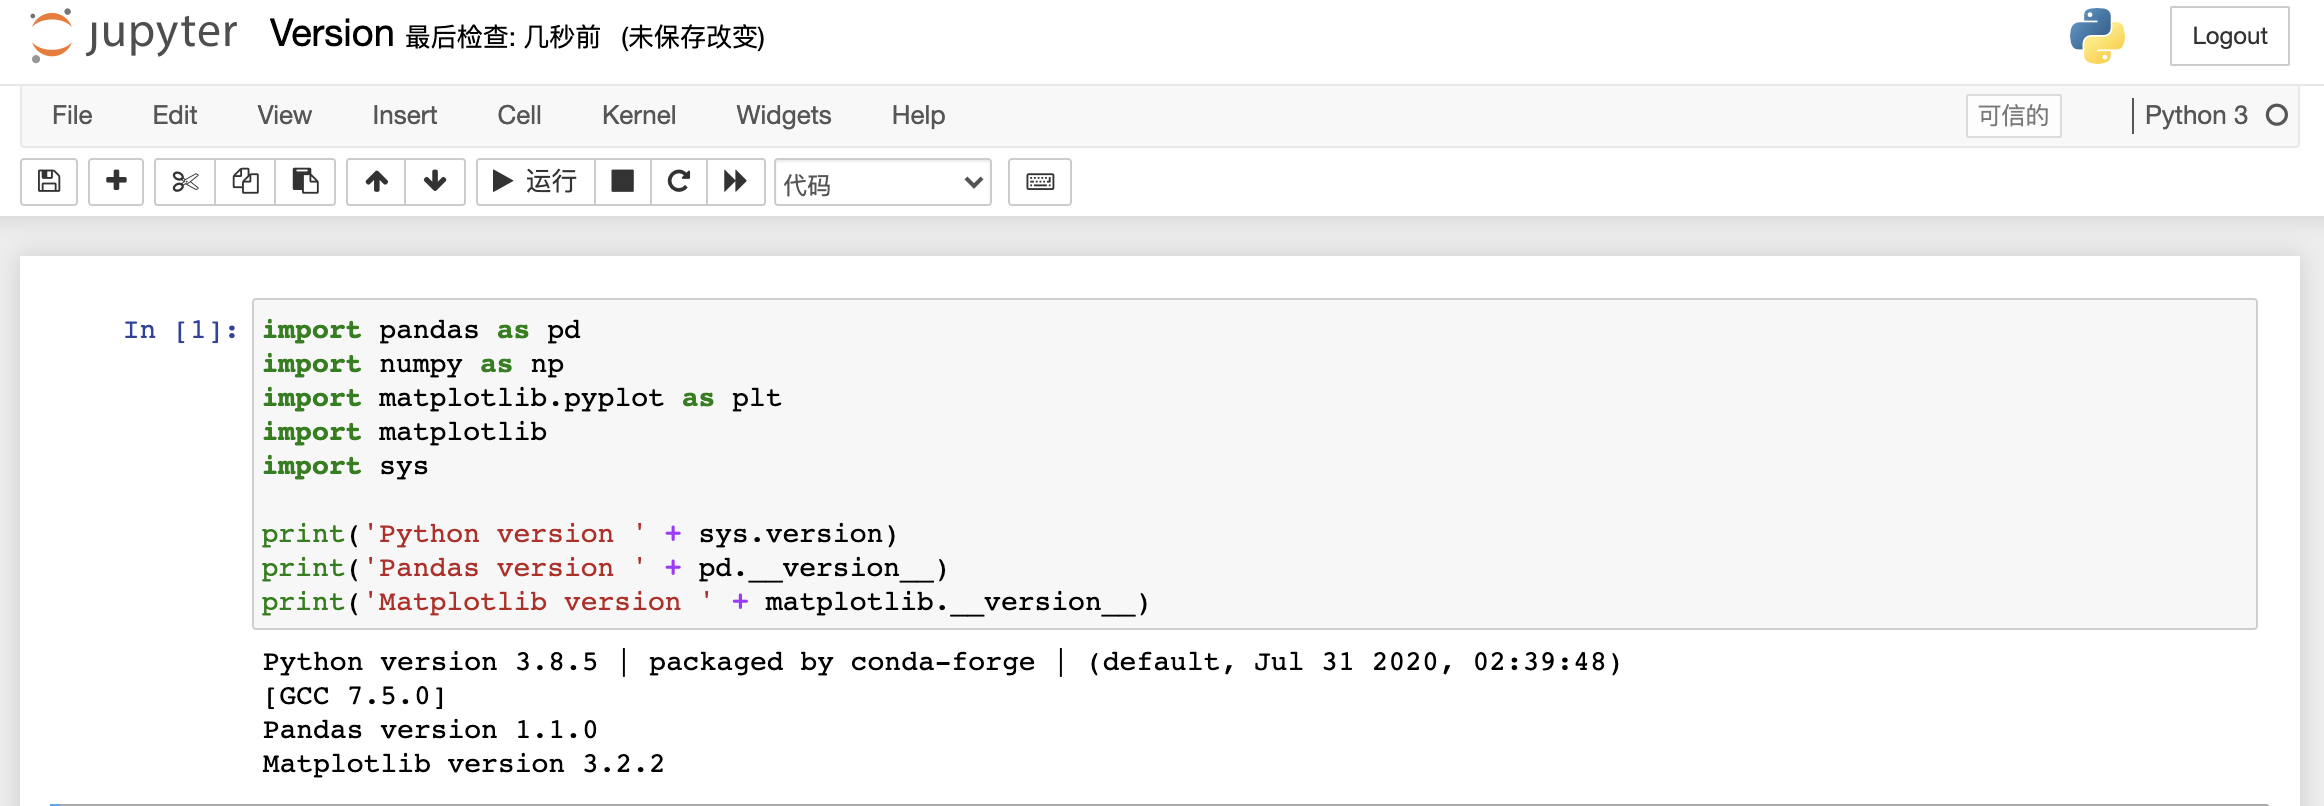 jupyter Version 最后检查: 几秒前 (未保存改变) Logout
File Edit View Insert Cell Kernel Widgets Help 可信的 Python 3
运行 代码
In [1]: import pandas as pd
import numpy as np
import matplotlib.pyplot as plt
import matplotlib
import sys
print('Python version ' + sys.version)
print('Pandas version ' + pd.__version__)
print('Matplotlib version ' + matplotlib.__version__)
Python version 3.8.5 | packaged by conda-forge | (default, Jul 31 2020, 02:39:48)
[GCC 7.5.0]
Pandas version 1.1.0
Matplotlib version 3.2.2